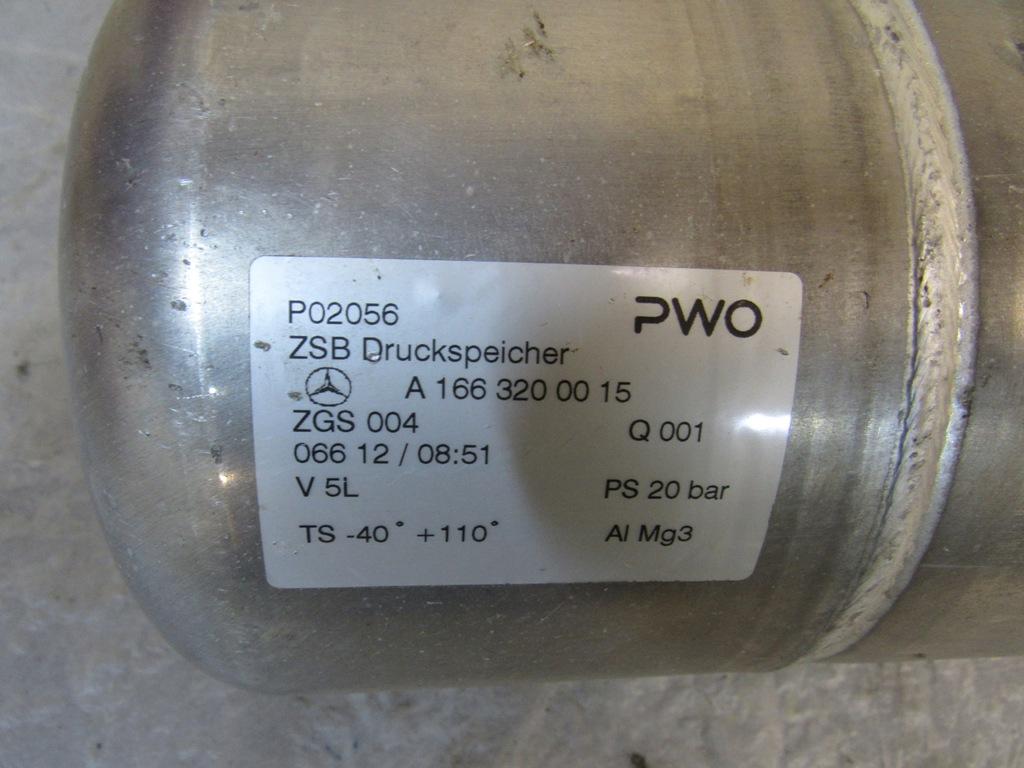 P02056 PWO
ZSB Druckspeicher
A 166 320 00 15
ZGS 004 Q 001
066 12 / 08:51
V 5L PS 20 bar
TS -40° +110° Al Mg3